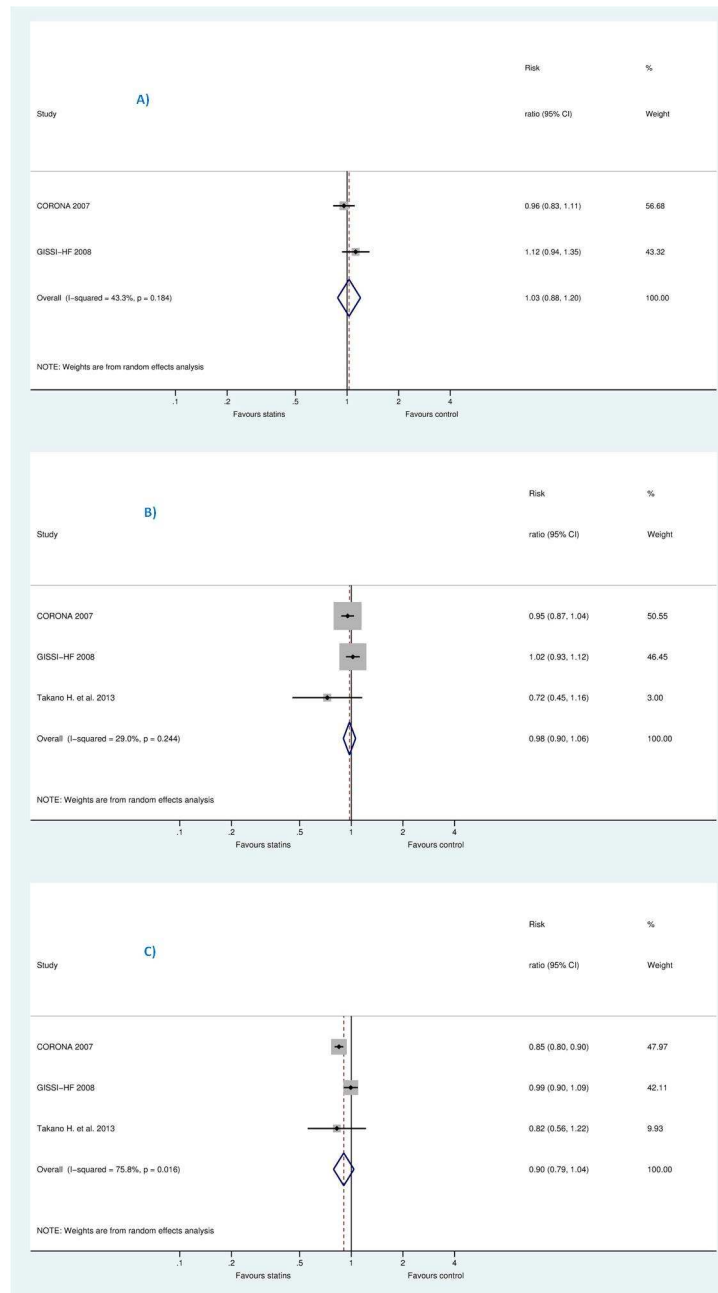 Risk %
A)
Study ratio (95% CI) Weight
CORONA 2007 0.96 (0.83, 1.11) 56.68
GISSI−HF 2008 1.12 (0.94, 1.35) 43.32
Overall (I−squared = 43.3%, p = 0.184) 1.03 (0.88, 1.20) 100.00
NOTE: Weights are from random effects analysis
.1 .2 .5 1 2 4
Favours statins Favours control
Risk %
B)
Study ratio (95% CI) Weight
CORONA 2007 0.95 (0.87, 1.04) 50.55
GISSI−HF 2008 1.02 (0.93, 1.12) 46.45
Takano H. et al. 2013 0.72 (0.45, 1.16) 3.00
Overall (I−squared = 29.0%, p = 0.244) 0.98 (0.90, 1.06) 100.00
NOTE: Weights are from random effects analysis
.1 .2 .5 1 2 4
Favours statins Favours control
Risk %
C)
Study ratio (95% CI) Weight
CORONA 2007 0.85 (0.80, 0.90) 47.97
GISSI−HF 2008 0.99 (0.90, 1.09) 42.11
Takano H. et al. 2013 0.82 (0.56, 1.22) 9.93
Overall (I−squared = 75.8%, p = 0.016) 0.90 (0.79, 1.04) 100.00
NOTE: Weights are from random effects analysis
.1 .2 .5 1 2 4
Favours statins Favours control